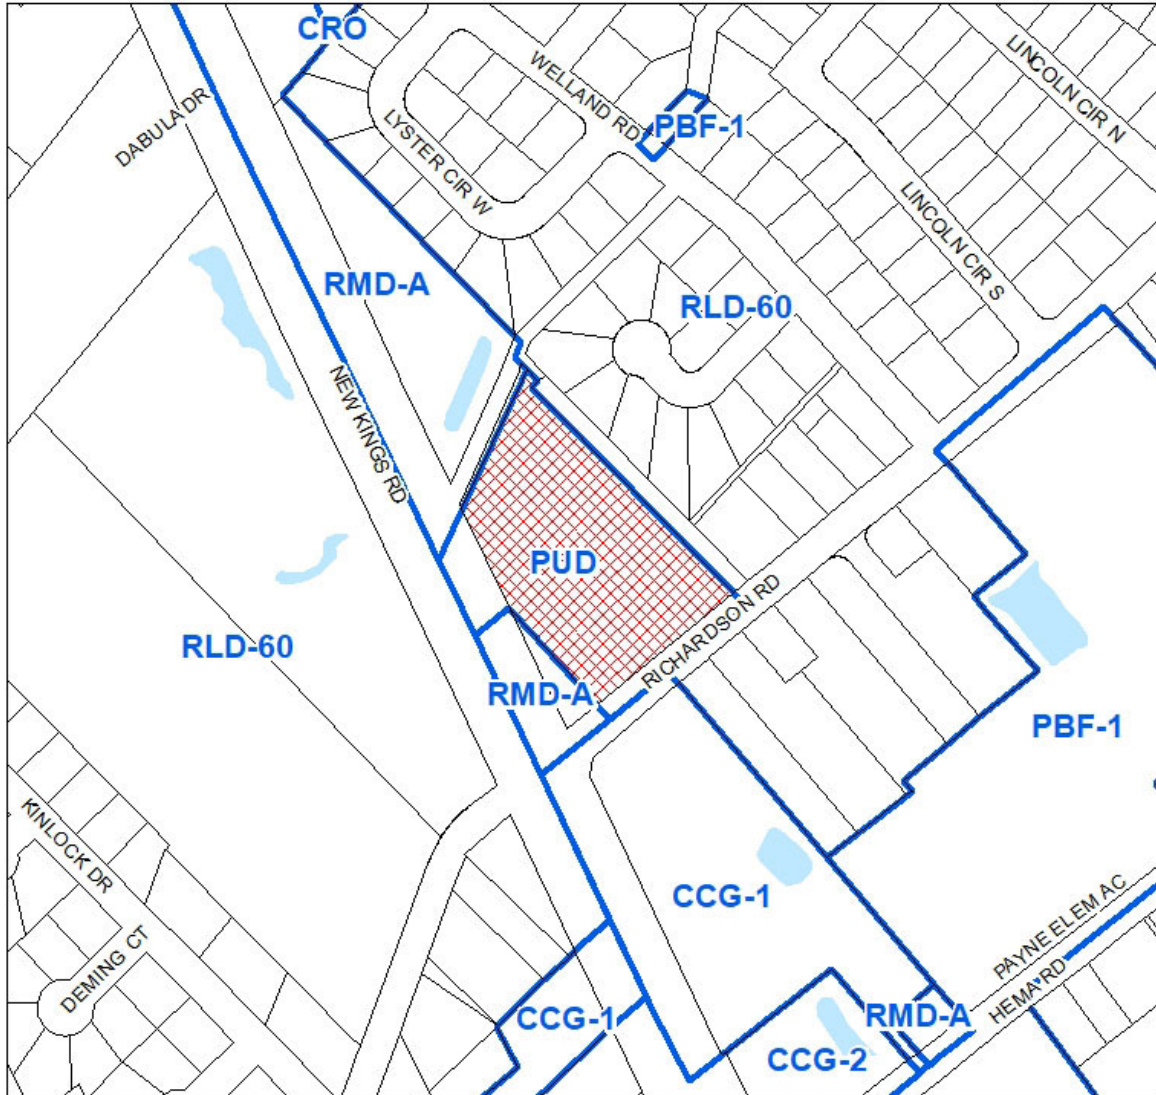 CRO
WELLAND RD
LINCOLN CIR N
DABULA DR
LYSTER CIR W
PBF-1
LINCOLN CIR S
RMD-A
RLD-60
NEW KINGS RD
PUD
RICHARDSON RD
RLD-60
RMD-A
PBF-1
KINLOCK DR
CCG-1
DEMING CT
PAYNE ELEM AC
HEMA RD
CCG-1
RMD-A
CCG-2